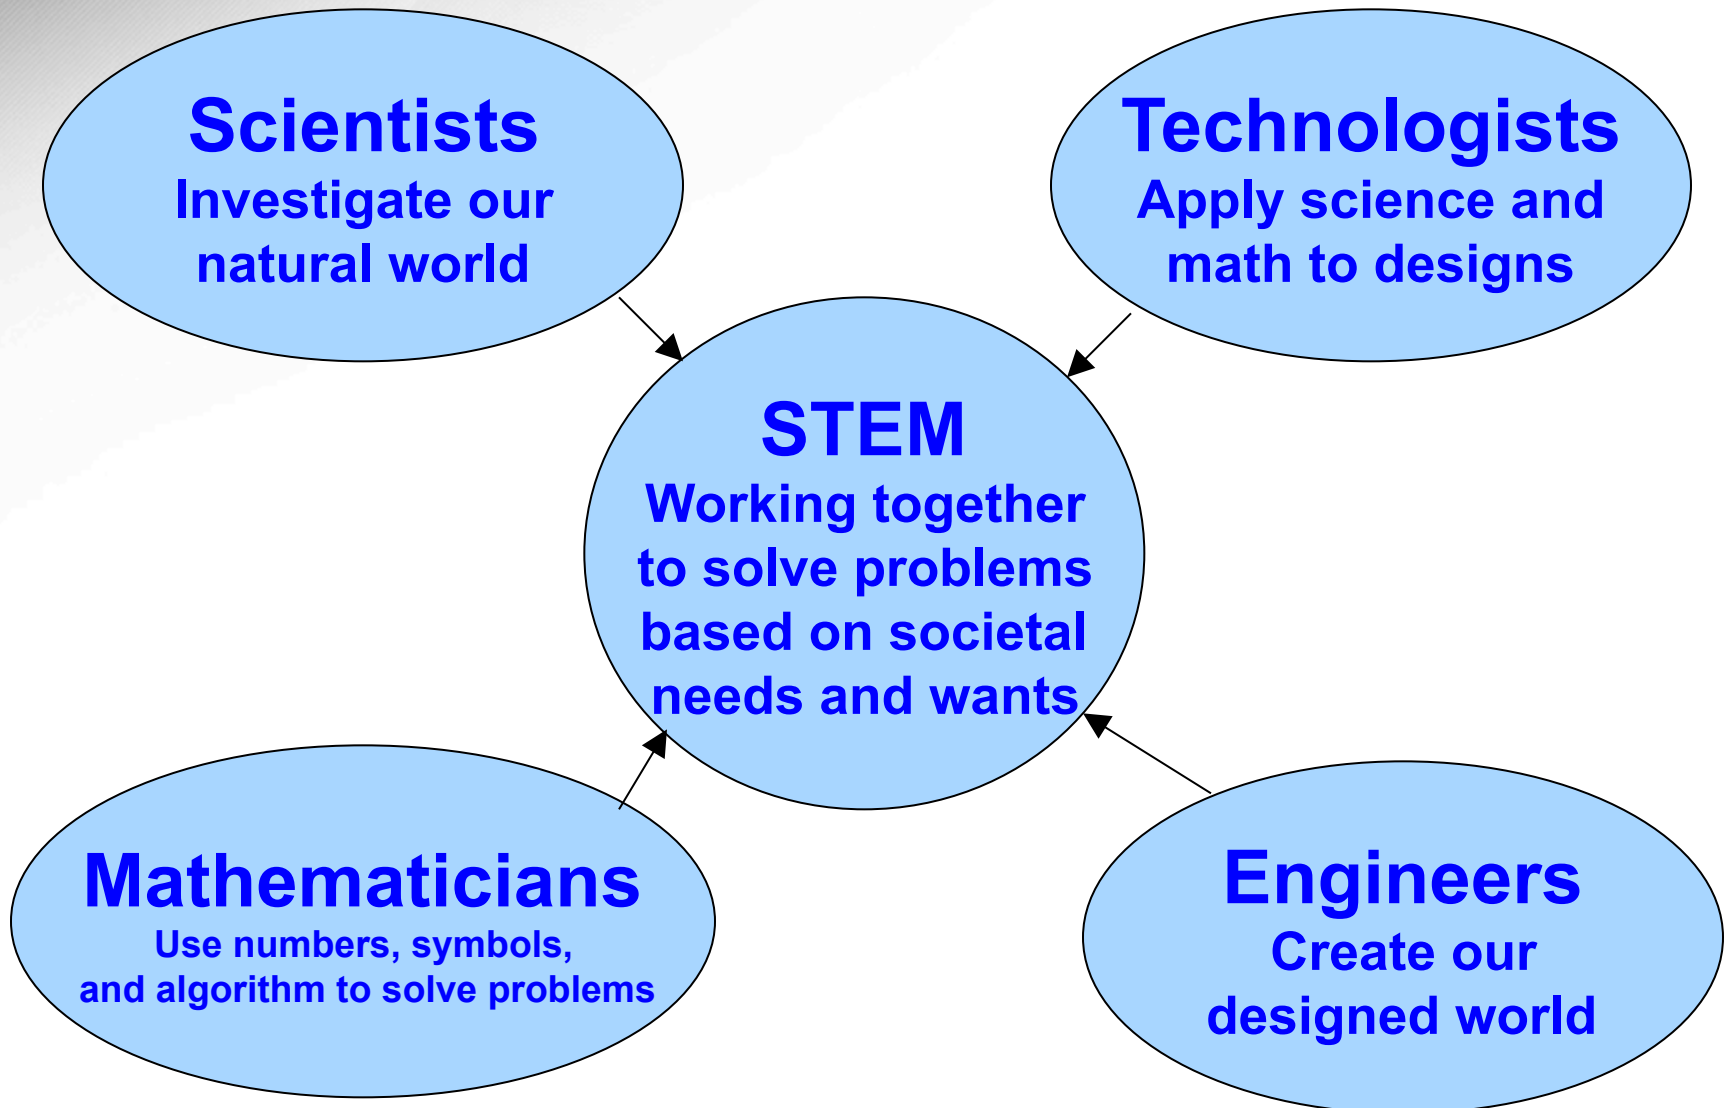 Scientists
Investigate our
natural world
Technologists
Apply science and
math to designs
STEM
Working together
to solve problems
based on societal
needs and wants
Mathematicians
Use numbers, symbols,
and algorithm to solve problems
Engineers
Create our
designed world